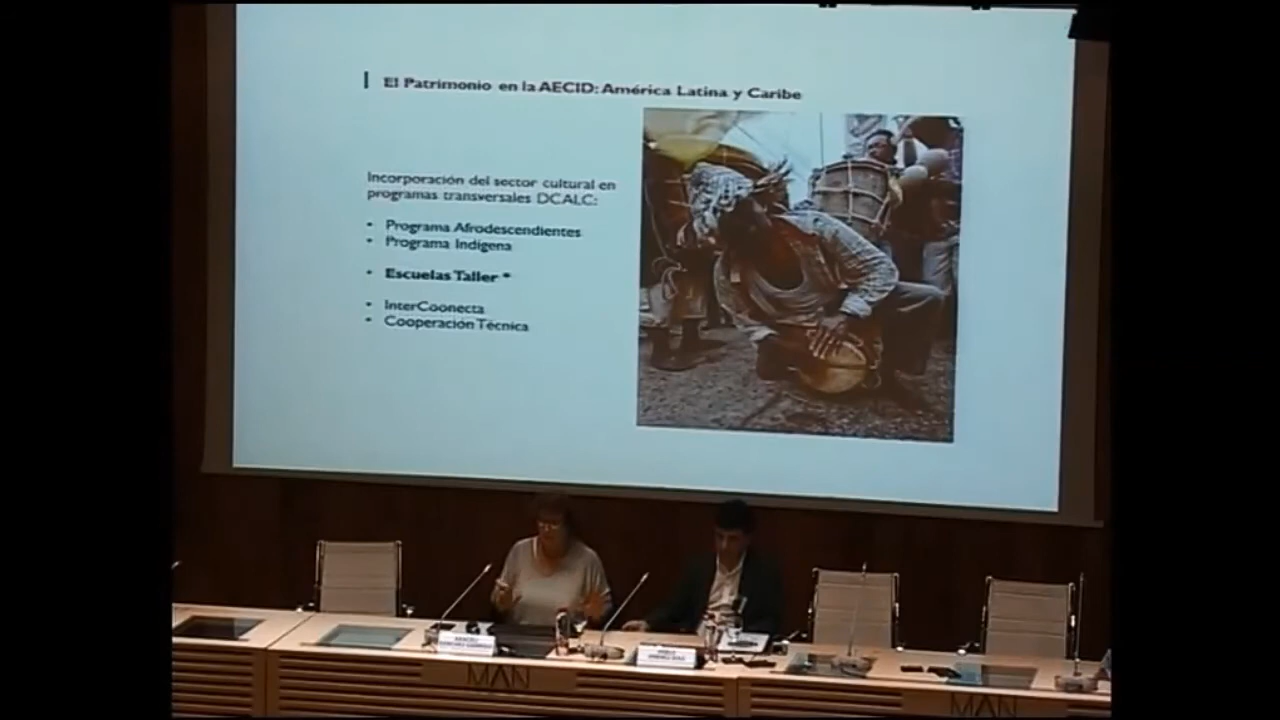 El Patrimonio en la AECID: América Latina y Caribe
Incorporación del sector cultural en
programas transversales DCALC:
• Programa Afrodescendientes
• Programa Indígena
• Escuelas Taller *
• InterCoonecta
• Cooperación Técnica
MAN
MAN